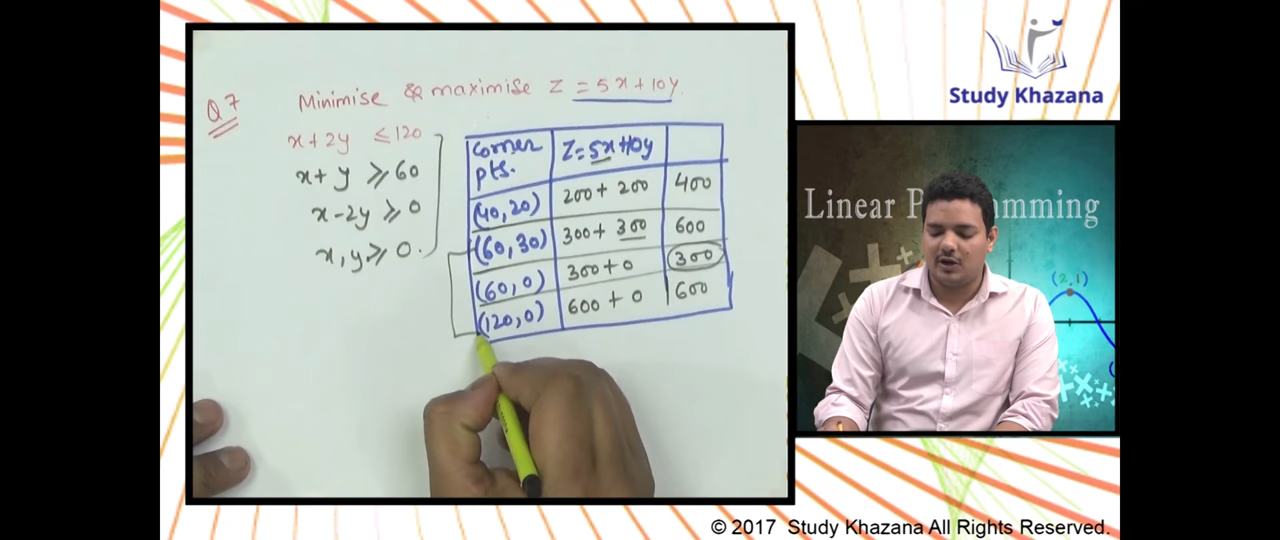 Study Khazana
Q7
Minimise & maximise Z = 5x+10y.
x+2y ≤120
x+y ≥60
x-2y ≥0
x,y≥0.
Corner pts. Z=5x+10y
(40,20) 200+200 400
(60,30) 300+300 600
(60,0) 300+0 300
(120,0) 600+0 600
Linear P mming
(2,1)
© 2017 Study Khazana All Rights Reserved.